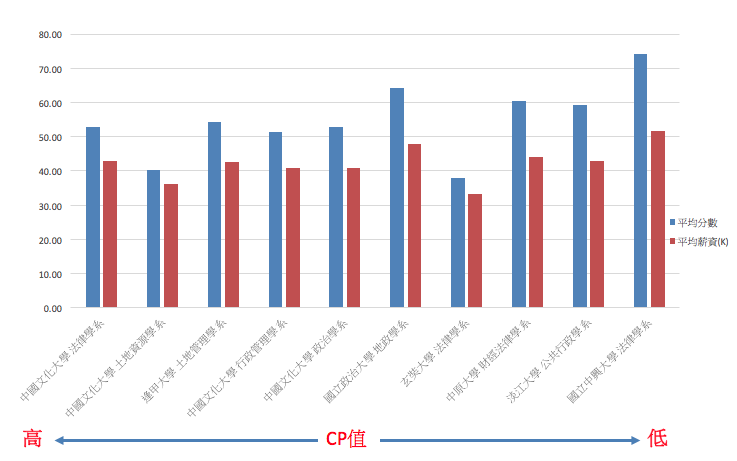 80.00
70.00
60.00
50.00
40.00
30.00
20.00
10.00
0.00
平均分數
平均薪資(K)
中國文化大學 法律學系
中國文化大學 土地資源學系
逢甲大學 土地管理學系
中國文化大學 行政管理學系
中國文化大學 政治學系
國立政治大學 地政學系
玄奘大學 法律學系
中原大學 財經法律學系
淡江大學 公共行政學系
國立中興大學 法律學系
高 CP值 低